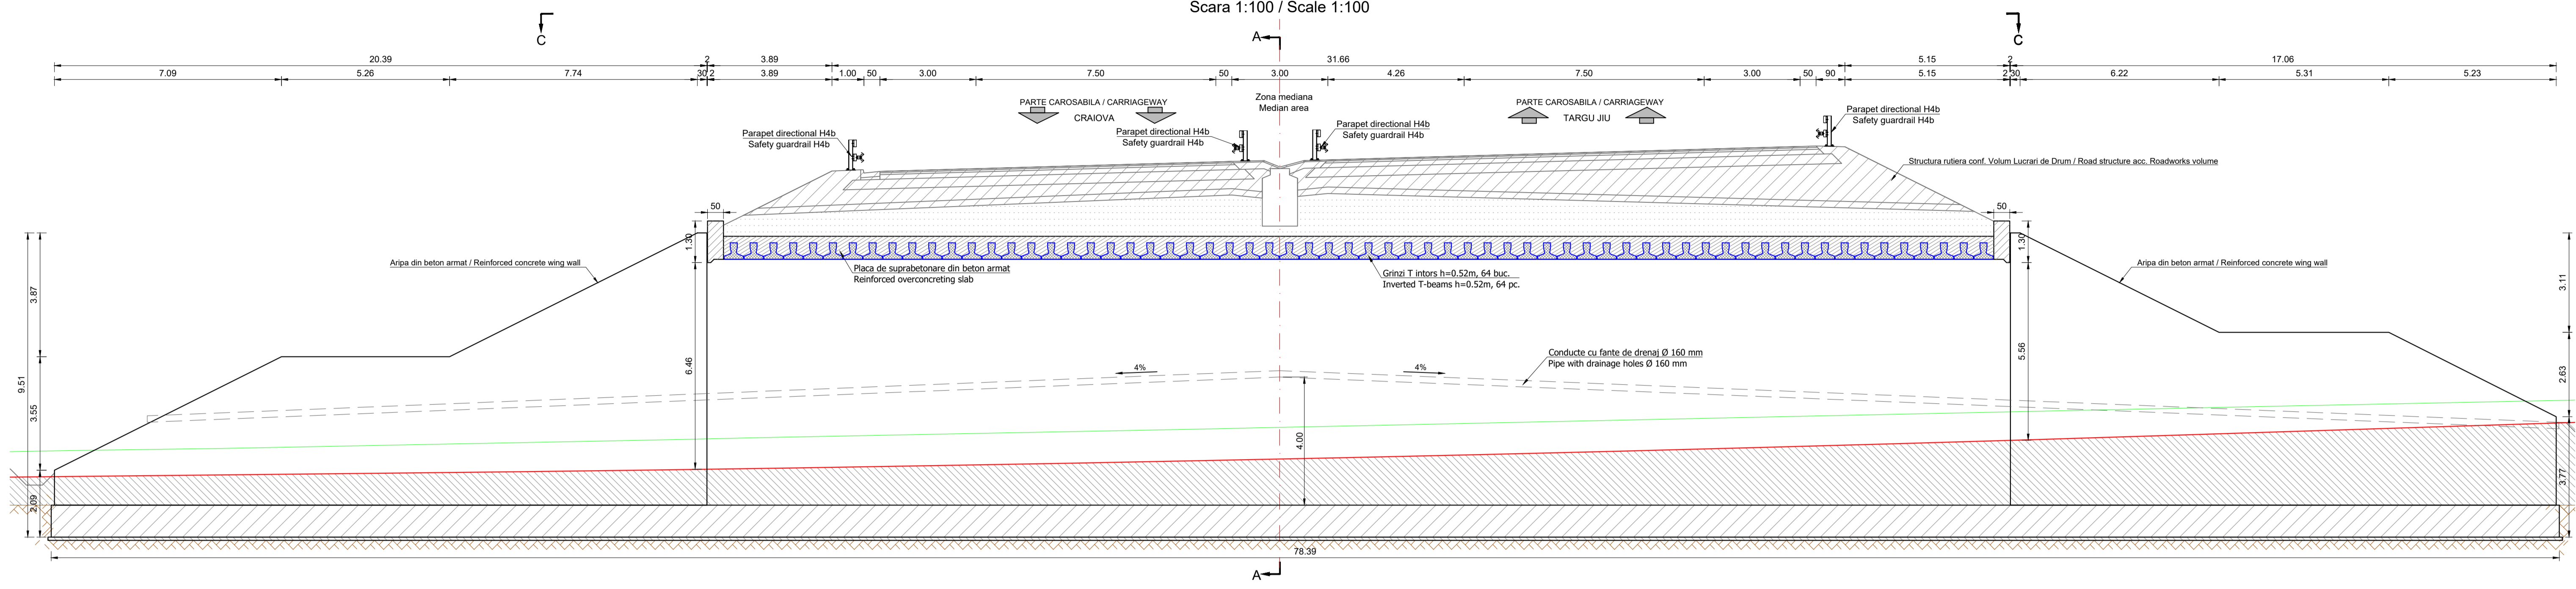 Scara 1:100 / Scale 1:100
C
A
C
20.39
2
3.89
31.66
5.15
2
17.06
7.09
5.26
7.74
30
2
3.89
1.00
50
3.00
7.50
50
3.00
4.26
7.50
3.00
50
90
5.15
2
30
6.22
5.31
5.23
PARTE CAROSABILA / CARRIAGEWAY
CRAIOVA
Zona mediana
Median area
PARTE CAROSABILA / CARRIAGEWAY
TARGU JIU
Parapet directional H4b
Safety guardrail H4b
Parapet directional H4b
Safety guardrail H4b
Parapet directional H4b
Safety guardrail H4b
Parapet directional H4b
Safety guardrail H4b
Structura rutiera conf. Volum Lucrari de Drum / Road structure acc. Roadworks volume
50
50
1.30
1.30
Aripa din beton armat / Reinforced concrete wing wall
Placa de suprabetonare din beton armat
Reinforced overconcreting slab
Grinzi T intors h=0.52m, 64 buc.
Inverted T-beams h=0.52m, 64 pc.
Aripa din beton armat / Reinforced concrete wing wall
3.87
3.11
6.46
5.56
Conducte cu fante de drenaj Ø 160 mm
Pipe with drainage holes Ø 160 mm
4%
4%
9.51
3.55
2.63
4.00
2.09
3.77
78.39
A